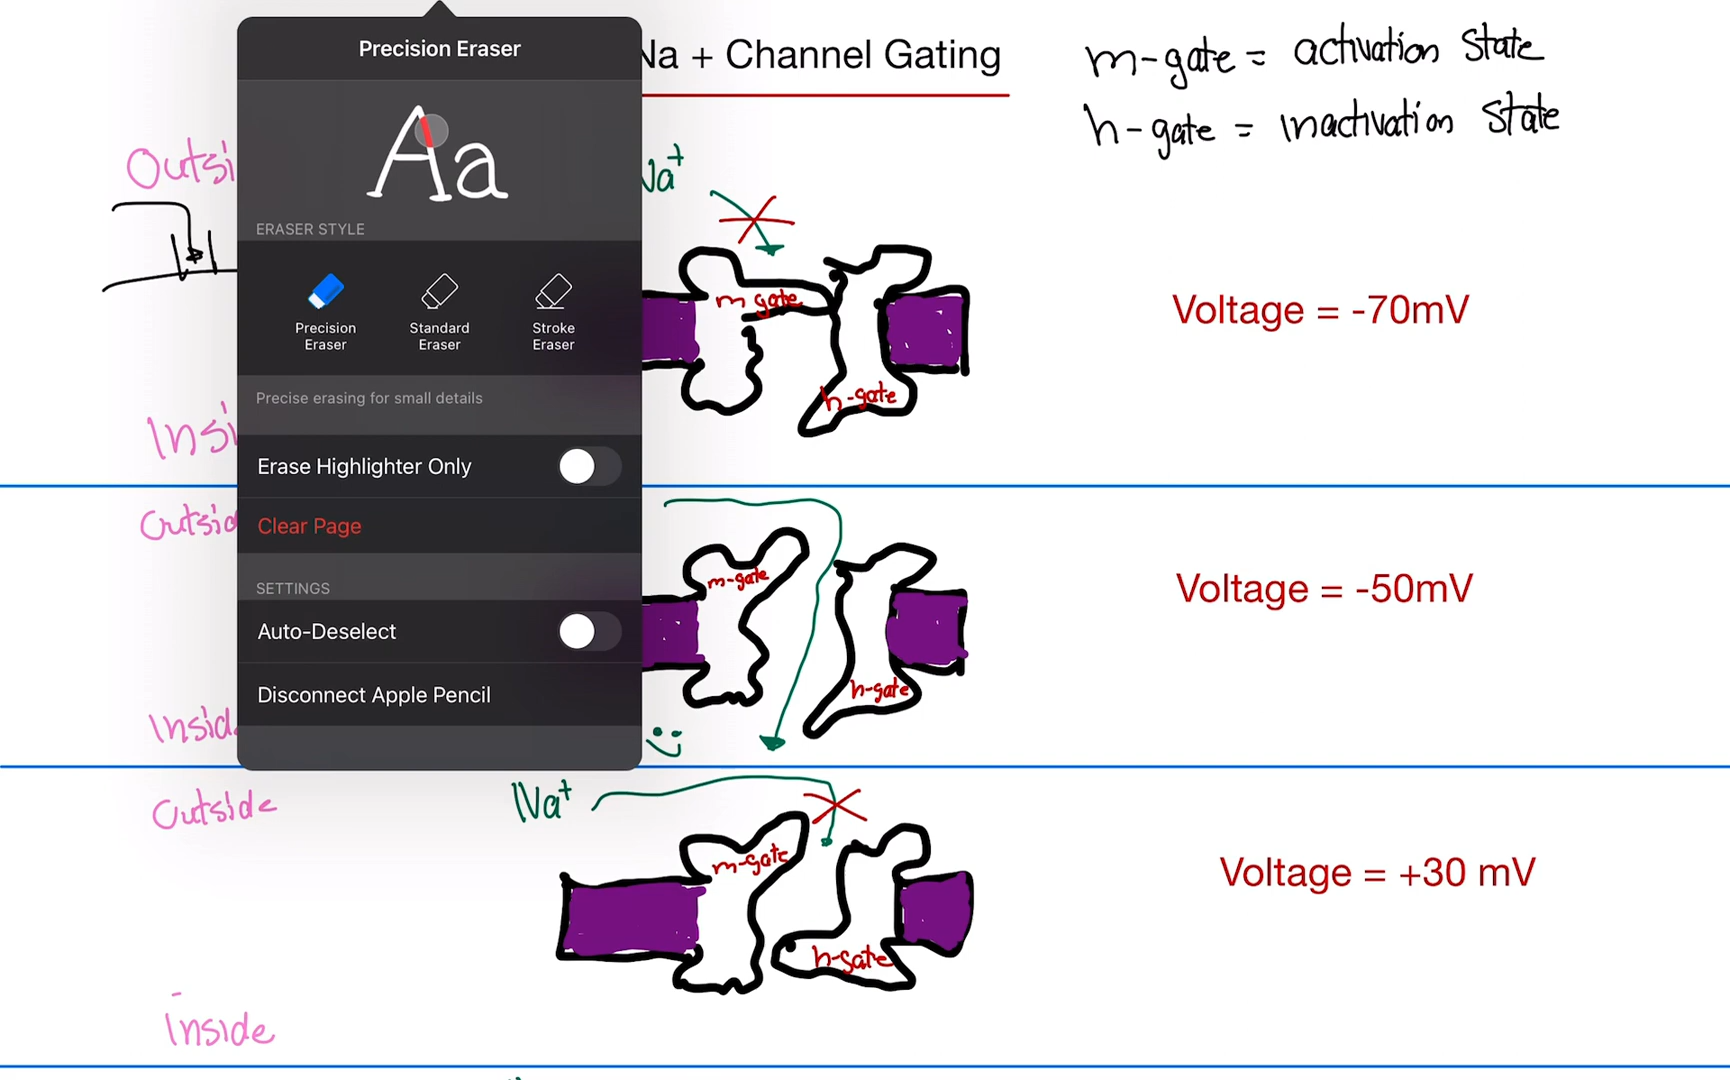 Precision Eraser
Aa
ERASER STYLE
Precision Eraser
Standard Eraser
Stroke Eraser
Precise erasing for small details
Erase Highlighter Only
Clear Page
SETTINGS
Auto-Deselect
Disconnect Apple Pencil
Na + Channel Gating
m-gate = activation State
h-gate = inactivation State
Outsi
Na+
m gate
h-gate
Voltage = -70mV
Insi
Outsid
m-gate
h-gate
Voltage = -50mV
Insid
Outside
Na+
m-gate
h-gate
Voltage = +30 mV
inside